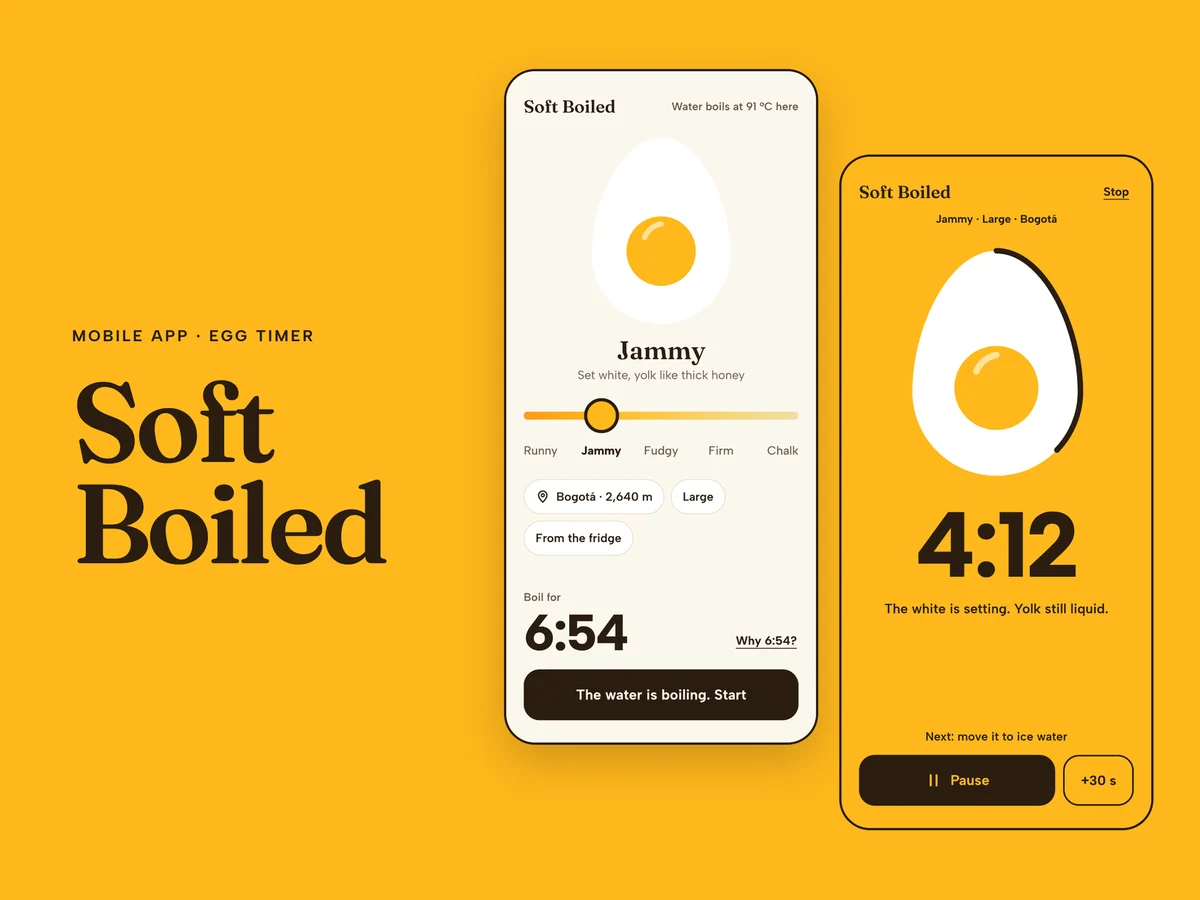 MOBILE APP · EGG TIMER
Soft
Boiled
Soft Boiled
Water boils at 91 °C here
Jammy
Set white, yolk like thick honey
Runny Jammy Fudgy Firm Chalk
Bogotá · 2,640 m
Large
From the fridge
Boil for
6:54
Why 6:54?
The water is boiling. Start
Soft Boiled
Stop
Jammy · Large · Bogotá
4:12
The white is setting. Yolk still liquid.
Next: move it to ice water
Pause
+30 s